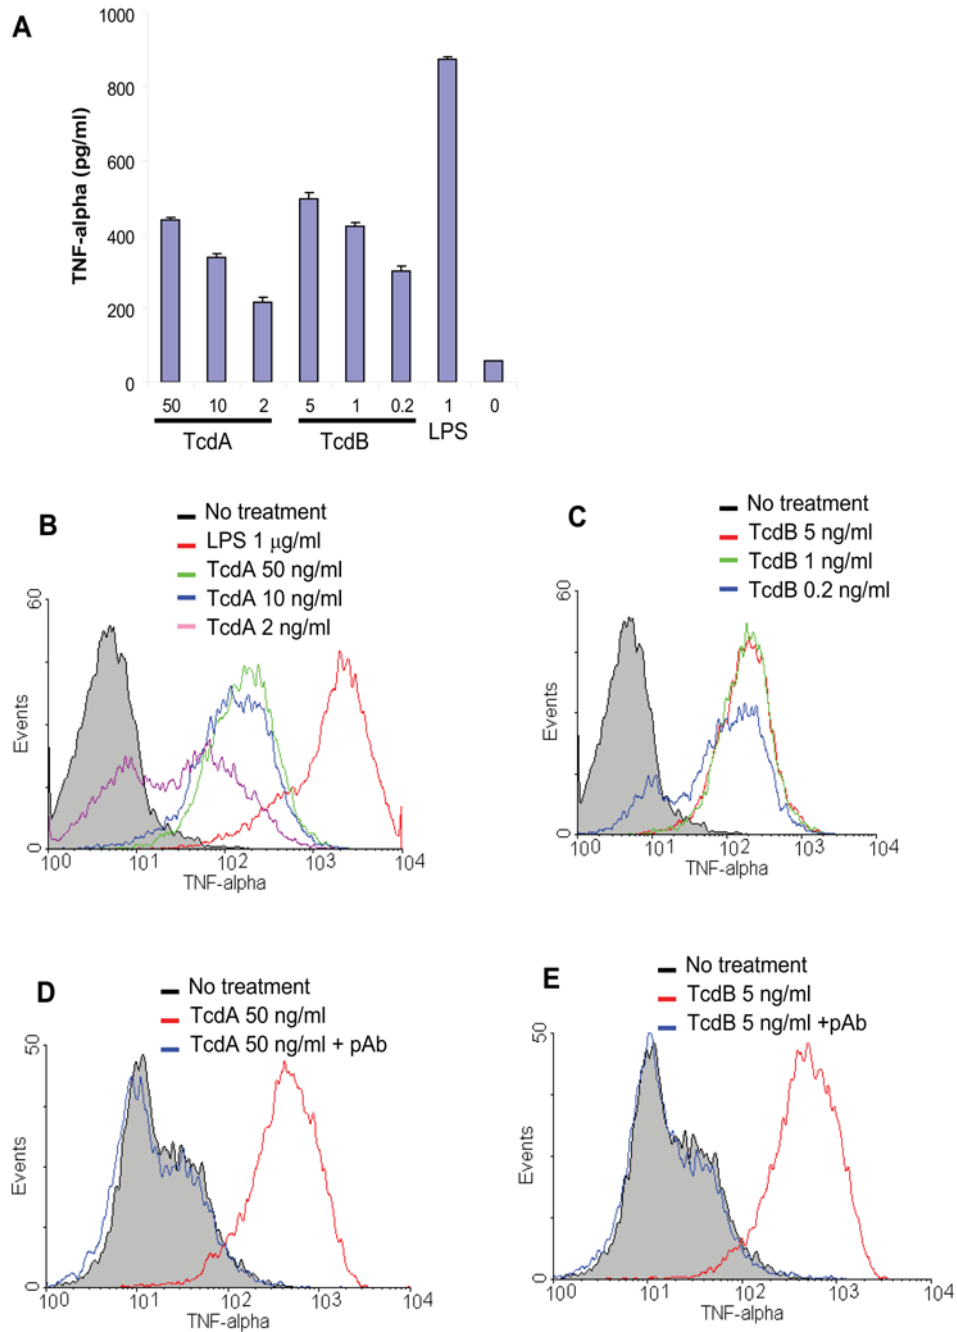 A
1000
800
600
400
200
0
TNF-alpha (pg/ml)
50 10 2 5 1 0.2 1 0
TcdA TcdB LPS
B
No treatment
LPS 1 μg/ml
TcdA 50 ng/ml
TcdA 10 ng/ml
TcdA 2 ng/ml
60
Events
0
100 101 102 103 104
TNF-alpha
C
No treatment
TcdB 5 ng/ml
TcdB 1 ng/ml
TcdB 0.2 ng/ml
60
Events
0
100 101 102 103 104
TNF-alpha
D
No treatment
TcdA 50 ng/ml
TcdA 50 ng/ml + pAb
50
Events
0
100 101 102 103 104
TNF-alpha
E
No treatment
TcdB 5 ng/ml
TcdB 5 ng/ml +pAb
50
Events
0
100 101 102 103 104
TNF-alpha